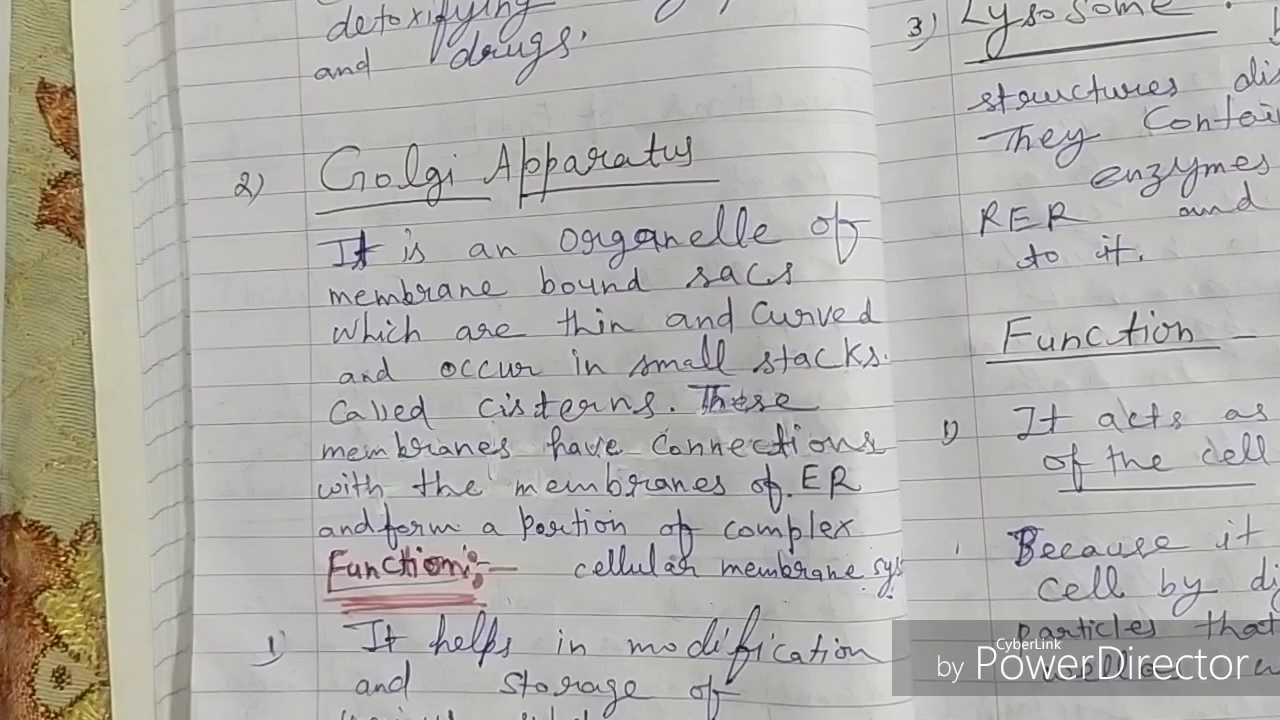 detoxifying
and drugs.
2) Golgi Apparatus
It is an organelle of
membrane bound sacs
which are thin and curved
and occur in small stacks.
Called cisterns. These
membranes have connections
with the membranes of ER
and form a portion of complex
Function:- cellular membrane sys.
1) It helps in modification
and storage of
3) Lysosome
structures
They
enzymes
RER and
to it.
Function -
1) It acts as
of the cell
Because it
cell by
particles that
CyberLink
by PowerDirector